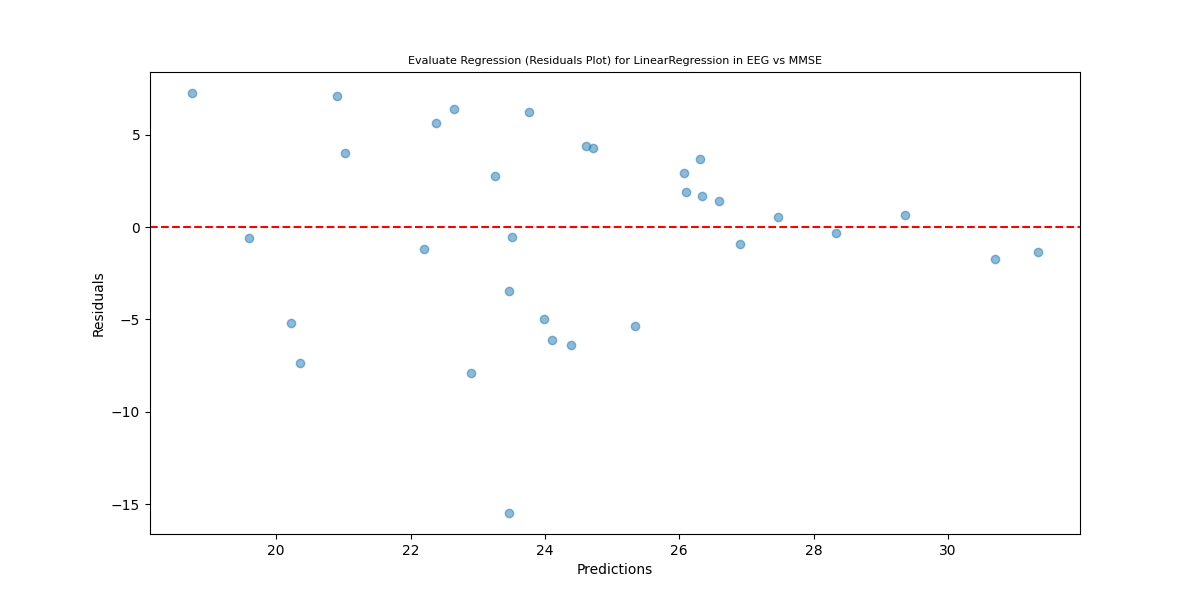 Evaluate Regression (Residuals Plot) for LinearRegression in EEG vs MMSE
5
0
−5
−10
−15
Residuals
20 22 24 26 28 30
Predictions